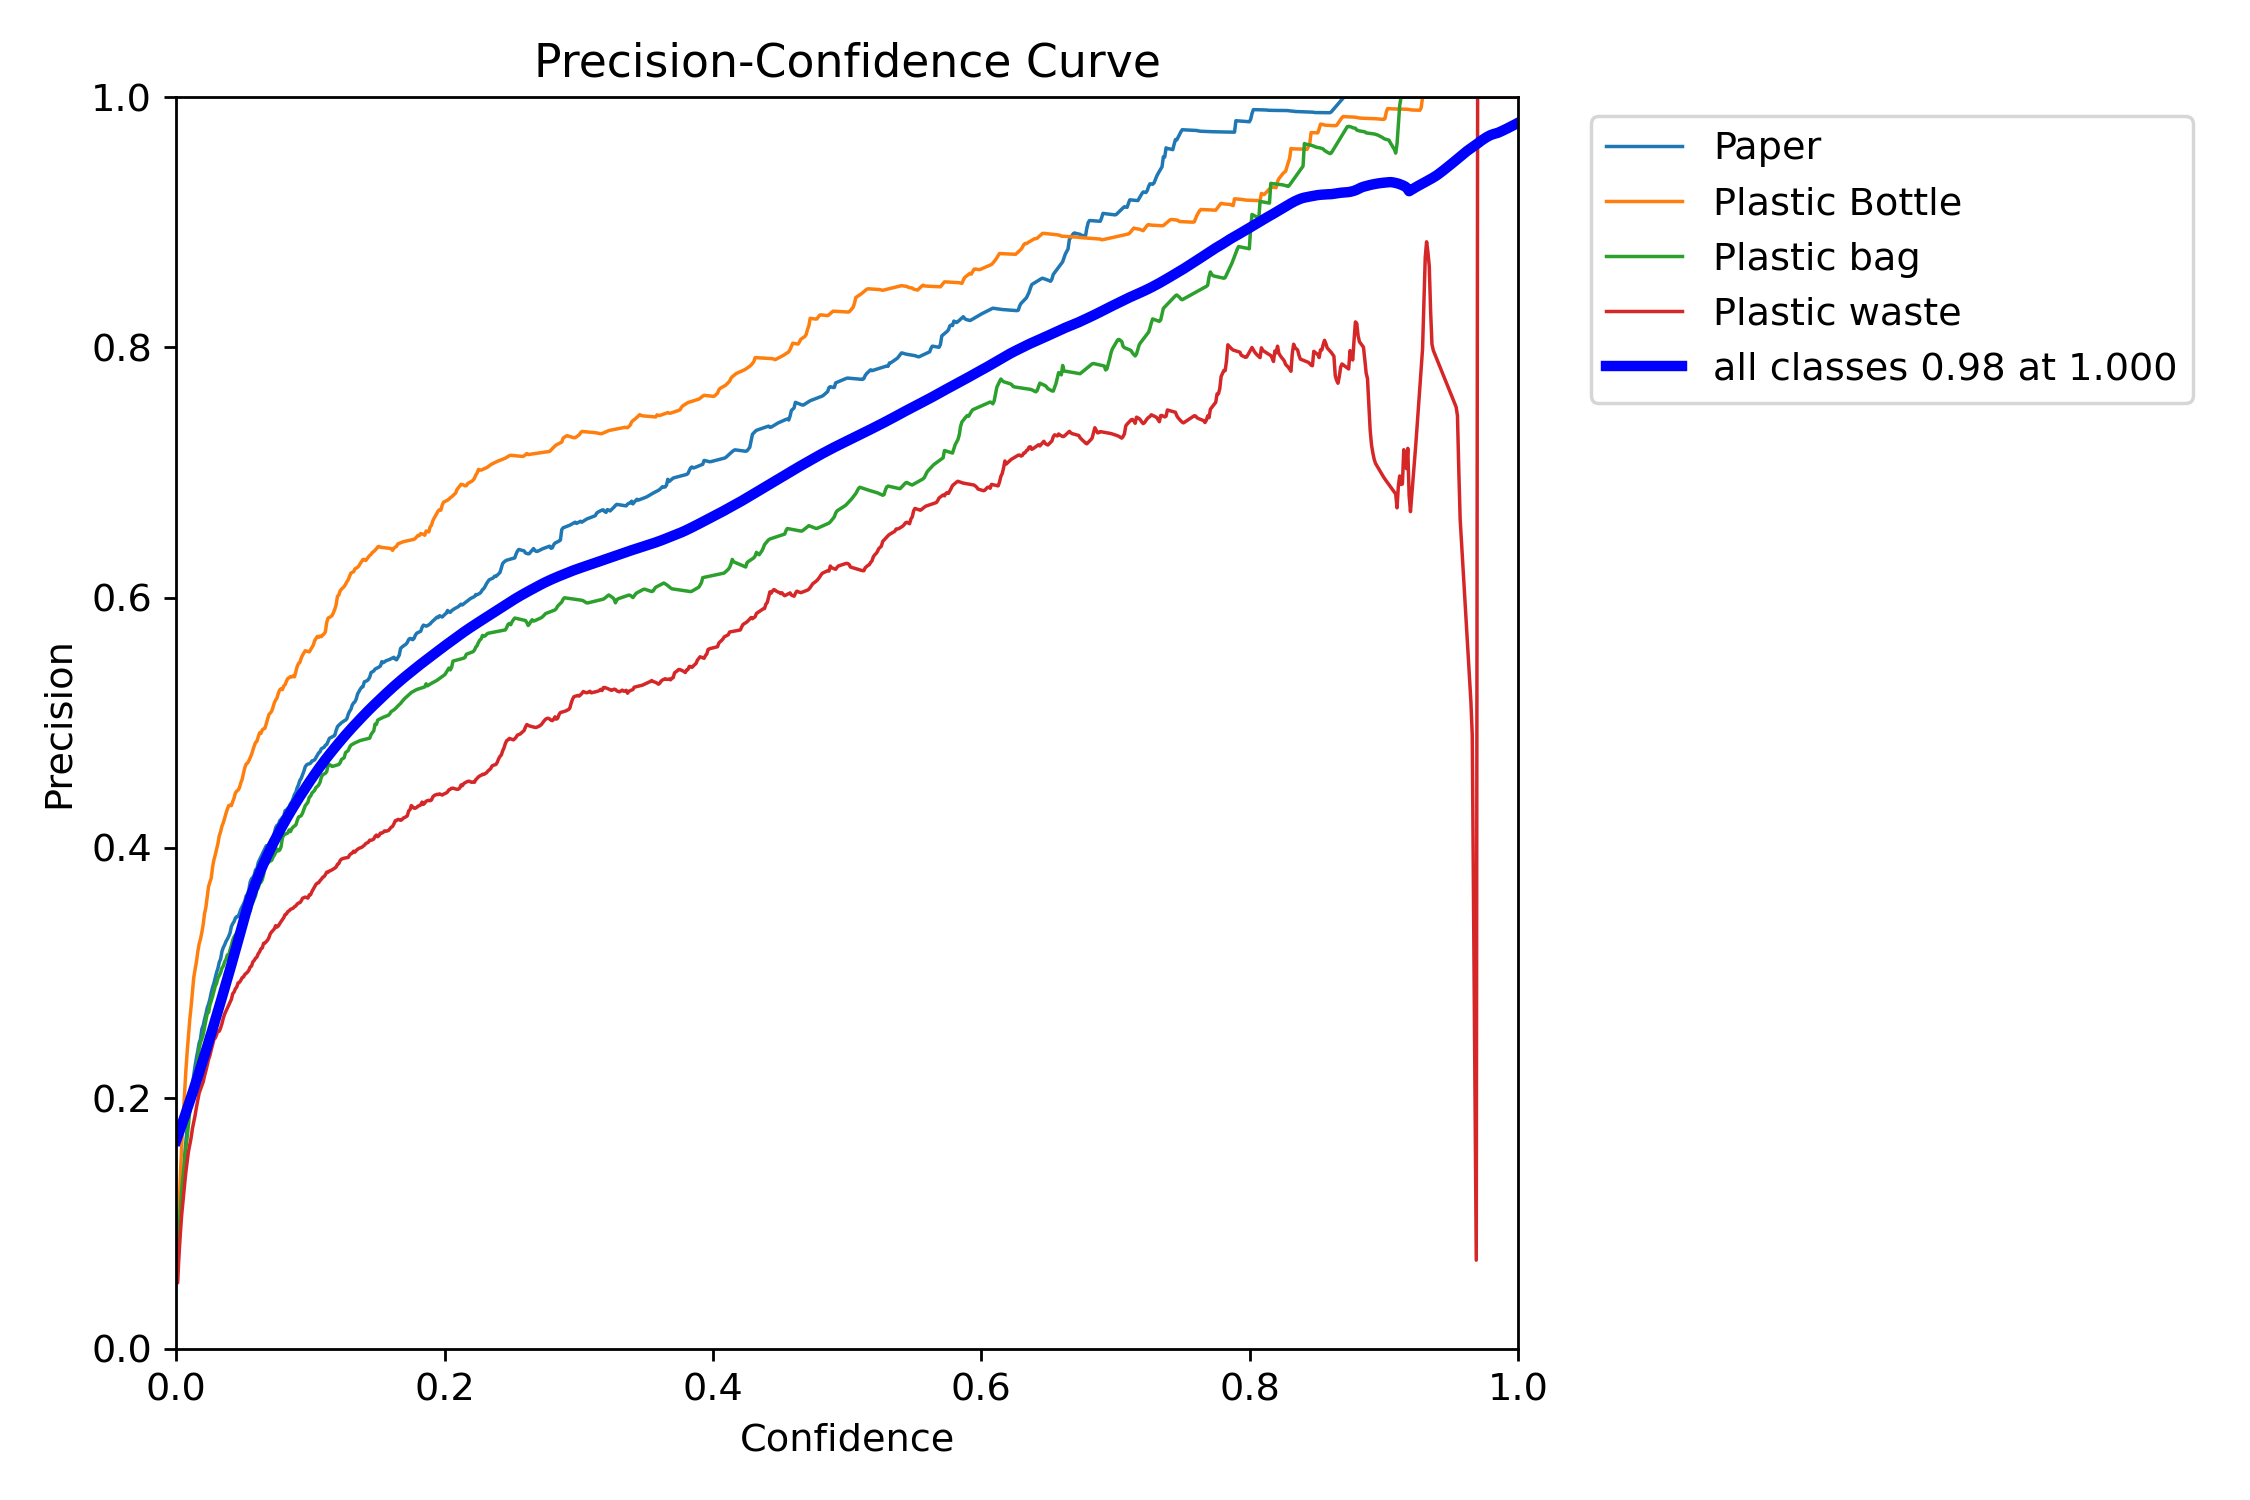 Precision-Confidence Curve
1.0
0.8
0.6
0.4
0.2
0.0
Precision
0.0 0.2 0.4 0.6 0.8 1.0
Confidence
Paper
Plastic Bottle
Plastic bag
Plastic waste
all classes 0.98 at 1.000